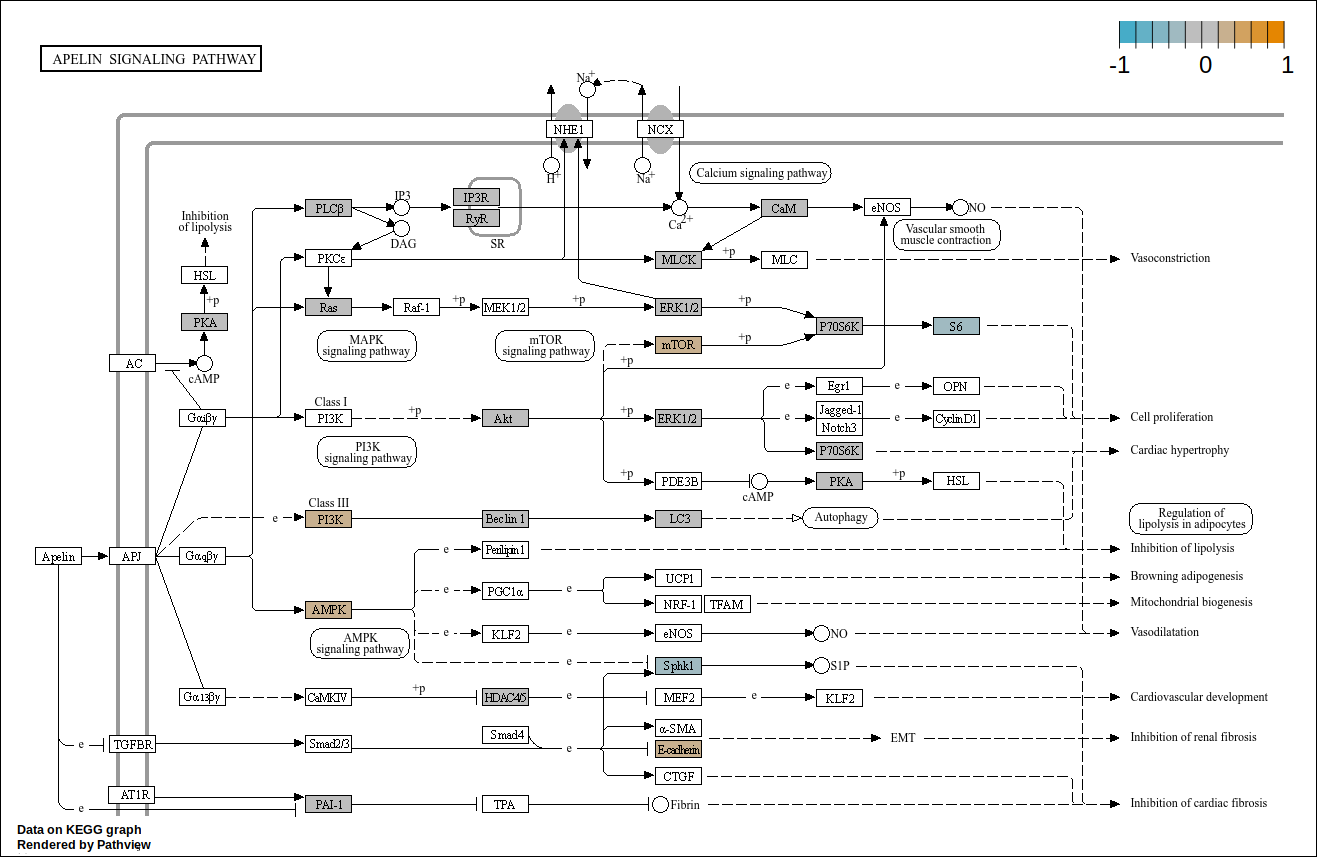 APELIN SIGNALING PATHWAY
-1 0 1
Na+
NHE1 NCX
H+ Na+
Calcium signaling pathway
IP3
PLCβ IP3R CaM eNOS NO
RyR
Ca2+
DAG SR
Inhibition
of lipolysis
Vascular smooth
muscle contraction
PKCε MLCK +p MLC Vasoconstriction
HSL
+p
PKA
Ras Raf-1 +p MEK1/2 +p ERK1/2 +p
P70S6K S6
MAPK
signaling pathway
mTOR
signaling pathway
mTOR +p
+p
AC
cAMP
Egr1 e OPN
e
Class I
Gαiβγ PI3K +p Akt +p ERK1/2 e Jagged-1 e CyclinD1 Cell proliferation
Notch3
PI3K
signaling pathway
P70S6K Cardiac hypertrophy
+p PDE3B cAMP PKA +p HSL
Class III
e PI3K Beclin 1 LC3 Autophagy
Regulation of
lipolysis in adipocytes
Apelin APJ Gαqβγ
e Perilipin1 Inhibition of lipolysis
UCP1 Browning adipogenesis
e PGC1α e
NRF-1 TFAM Mitochondrial biogenesis
AMPK
AMPK
signaling pathway
e KLF2 e eNOS NO Vasodilatation
e Sphk1 S1P
Gα13βγ CaMKIV +p HDAC4/5 e MEF2 e KLF2 Cardiovascular development
α-SMA
Smad4 EMT Inhibition of renal fibrosis
e TGFBR Smad2/3 e E-cadherin
CTGF
AT1R
e PAI-1 TPA Fibrin Inhibition of cardiac fibrosis
Data on KEGG graph
Rendered by Pathview